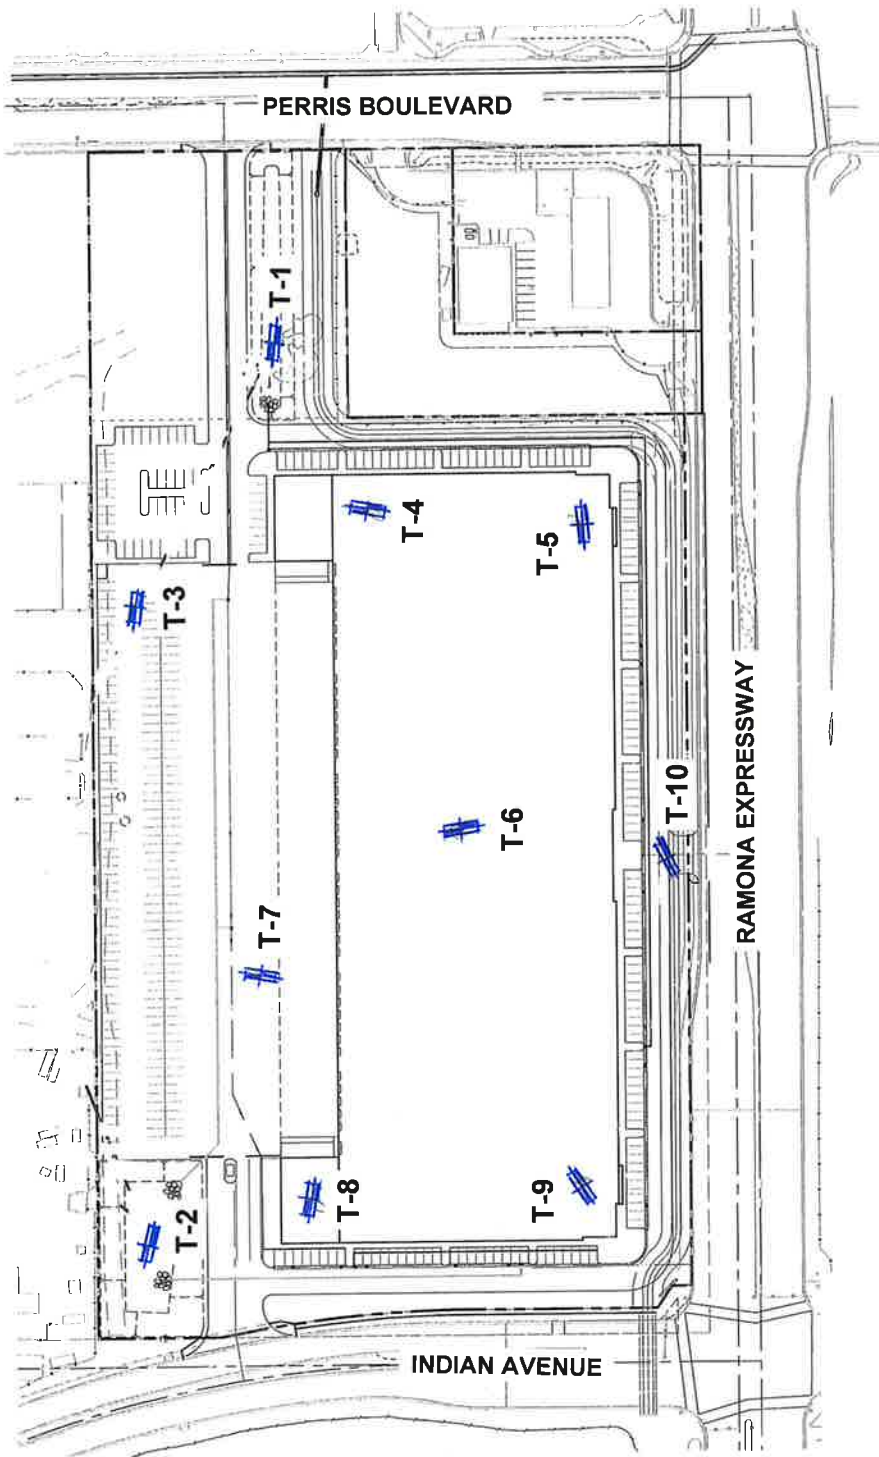 PERRIS BOULEVARD
T-1
T-4
T-5
T-3
T-10
RAMONA EXPRESSWAY
T-6
T-7
T-8
T-9
T-2
INDIAN AVENUE